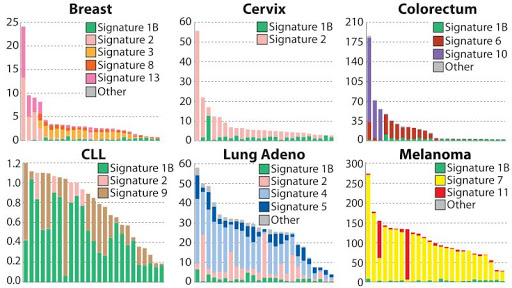 Breast
25
20
15
10
5
0
Signature 1B
Signature 2
Signature 3
Signature 8
Signature 13
Other
Cervix
60
50
40
30
20
10
0
Signature 1B
Signature 2
Colorectum
210
175
140
105
70
35
0
Signature 1B
Signature 6
Signature 10
Other
CLL
1.2
1.0
0.8
0.6
0.4
0.2
0.0
Signature 1B
Signature 2
Signature 9
Lung Adeno
60
50
40
30
20
10
0
Signature 1B
Signature 2
Signature 4
Signature 5
Other
Melanoma
300
250
200
150
100
50
0
Signature 1B
Signature 7
Signature 11
Other